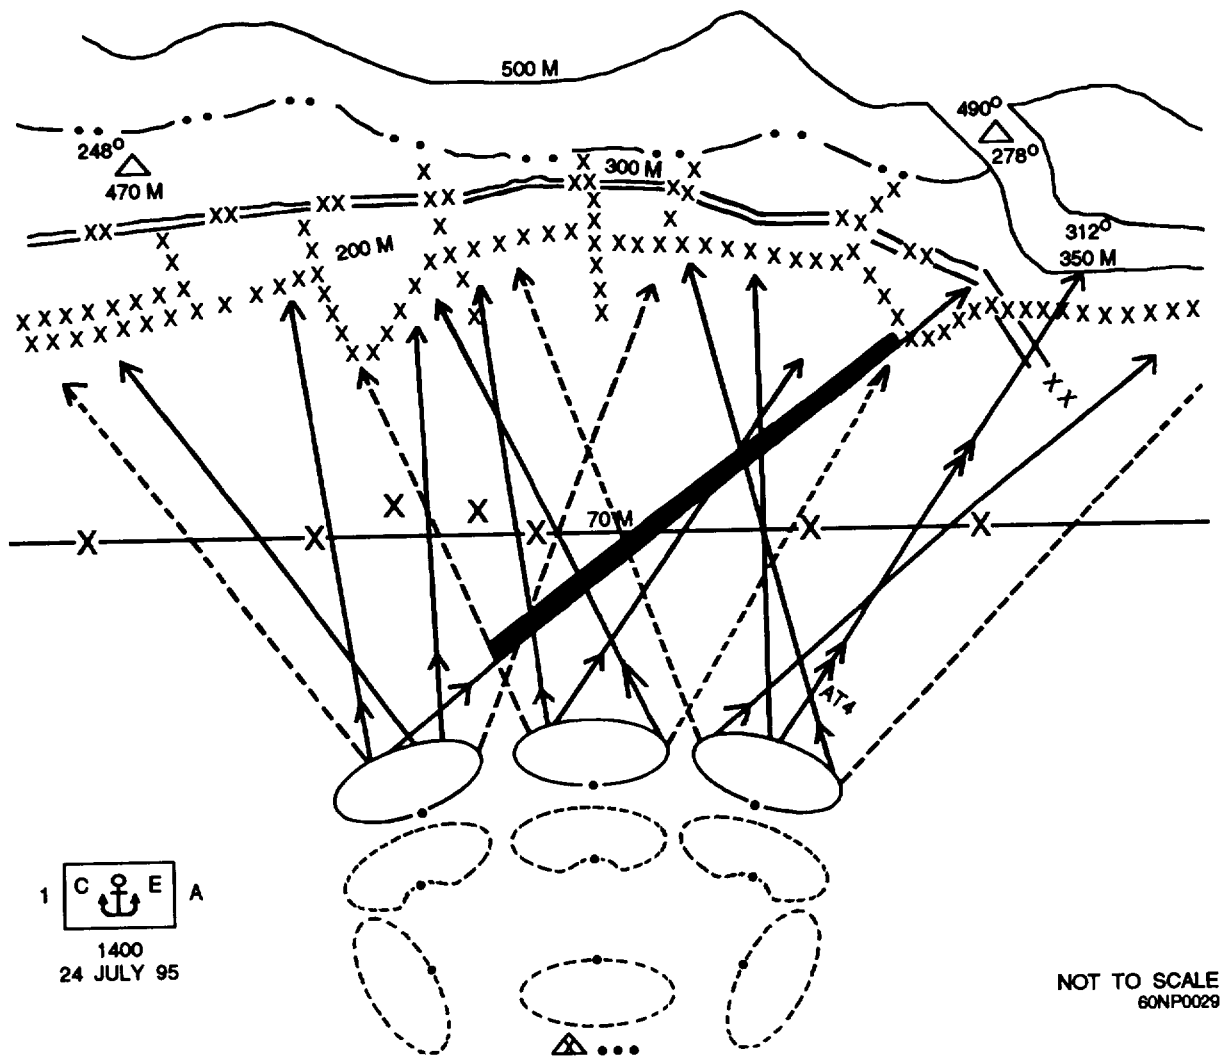 500 M
490°
248°
278°
470 M
300 M
200 M
312°
350 M
70 M
AT4
1 C E A
1400
24 JULY 95
NOT TO SCALE
60NP0029